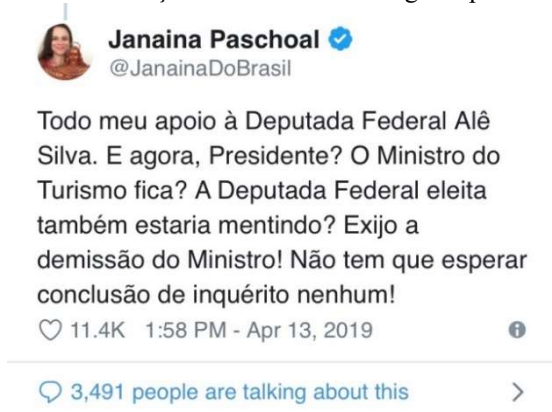 Janaina Paschoal
@JanainaDoBrasil
Todo meu apoio à Deputada Federal Alê
Silva. E agora, Presidente? O Ministro do
Turismo fica? A Deputada Federal eleita
também estaria mentindo? Exijo a
demissão do Ministro! Não tem que esperar
conclusão de inquérito nenhum!
11.4K 1:58 PM - Apr 13, 2019
3,491 people are talking about this